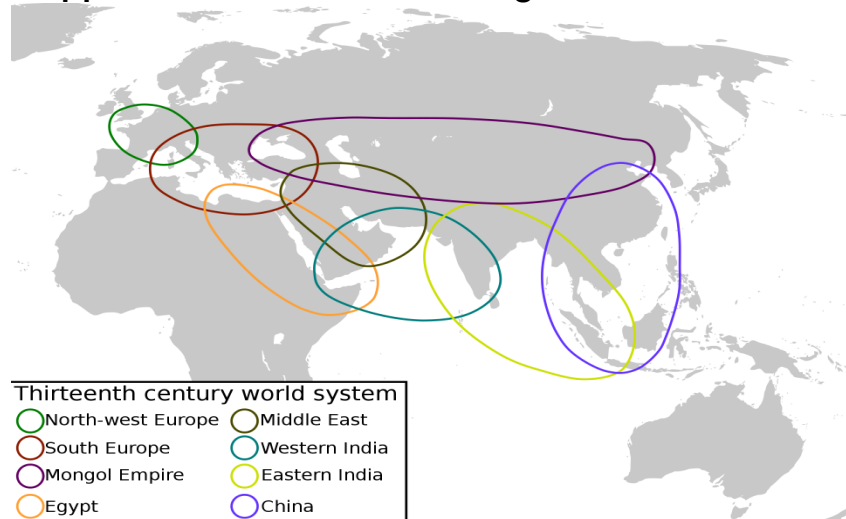 Thirteenth century world system
North-west Europe
Middle East
South Europe
Western India
Mongol Empire
Eastern India
Egypt
China